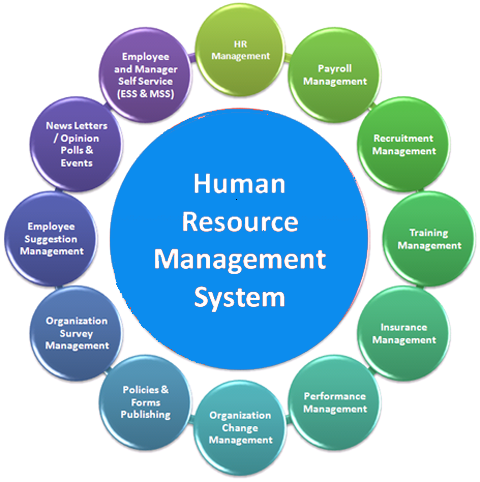 Human
Resource
Management
System
HR
Management
Payroll
Management
Recruitment
Management
Training
Management
Insurance
Management
Performance
Management
Organization
Change
Management
Policies &
Forms
Publishing
Organization
Survey
Management
Employee
Suggestion
Management
News Letters
/ Opinion
Polls &
Events
Employee
and Manager
Self Service
(ESS & MSS)